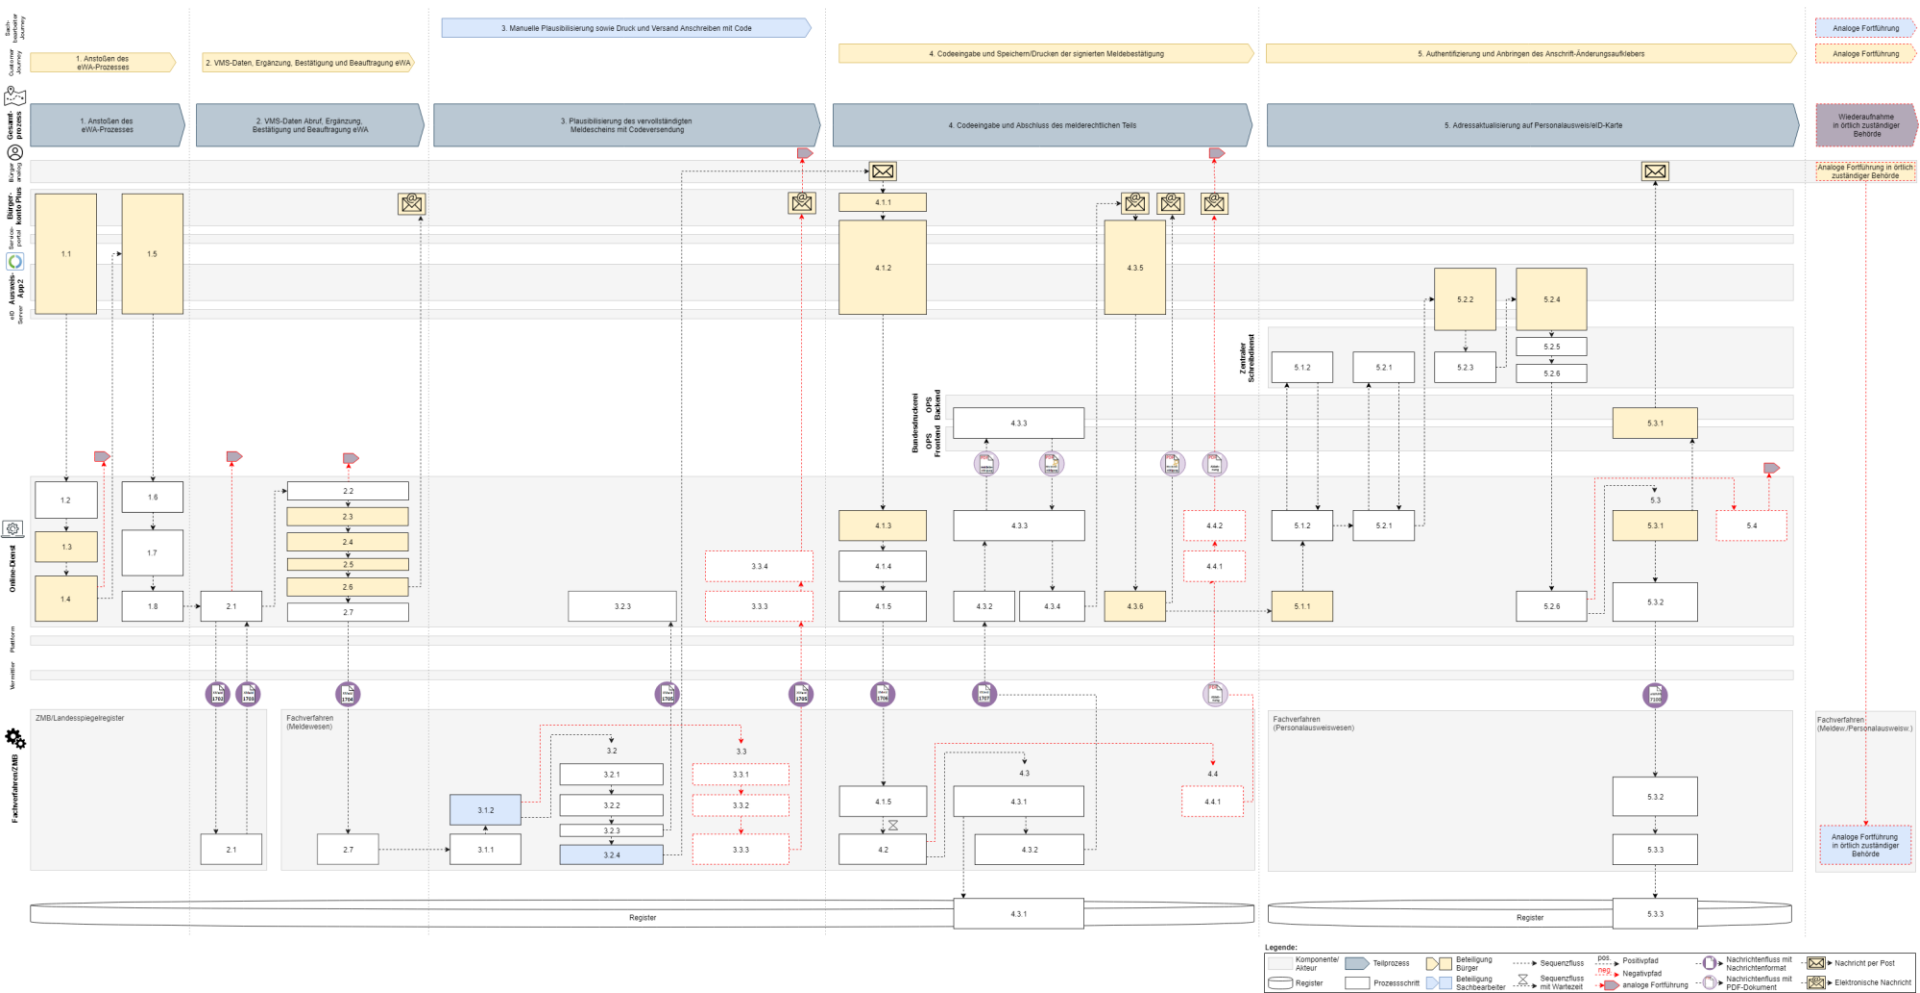 Sach-
bearbeiter
Journey
3. Manuelle Plausibilisierung sowie Druck und Versand Anschreiben mit Code
Analoge Fortführung
Customer
Journey
1. Anstoßen des
eWA-Prozesses
2. VMS-Daten, Ergänzung, Bestätigung und Beauftragung eWA
4. Codeeingabe und Speichern/Drucken der signierten Meldebestätigung
5. Authentifizierung und Anbringen des Anschrift-Änderungsaufklebers
Analoge Fortführung
Gesamt-
prozess
1. Anstoßen des
eWA-Prozesses
2. VMS-Daten Abruf, Ergänzung,
Bestätigung und Beauftragung eWA
3. Plausibilisierung des vervollständigten
Meldescheins mit Codeversendung
4. Codeeingabe und Abschluss des melderechtlichen Teils
5. Adressaktualisierung auf Personalausweis/eID-Karte
Wiederaufnahme
in örtlich zuständiger
Behörde
Bürger
analog
Analoge Fortführung in örtlich
zuständiger Behörde
Bürger-
konto Plus
Service-
portal
Ausweis-
App2
eID
Server
1.1
1.5
4.1.1
4.1.2
4.3.5
5.2.2
5.2.4
Zentraler
Schreibdienst
5.1.2
5.2.1
5.2.3
5.2.5
5.2.6
Bundesdruckerei
OPS
Backend
OPS
Frontend
4.3.3
5.3.1
Online-Dienst
1.2
1.3
1.4
1.6
1.7
1.8
2.1
2.2
2.3
2.4
2.5
2.6
2.7
3.2.3
3.3.4
3.3.3
4.1.3
4.1.4
4.1.5
4.3.3
4.3.2
4.3.4
4.3.6
4.4.2
4.4.1
5.1.2
5.1.1
5.2.1
5.2.6
5.3
5.3.1
5.3.2
5.4
Plattform
Vermittler
1702
1703
Fachverfahren/ZMB
ZMB/Landesspiegelregister
2.1
Fachverfahren
(Meldewesen)
2.7
3.1.2
3.1.1
3.2
3.2.1
3.2.2
3.2.3
3.2.4
3.3
3.3.1
3.3.2
3.3.3
4.1.5
4.2
4.3
4.3.1
4.3.2
4.4
4.4.1
Fachverfahren
(Personalausweiswesen)
5.3.2
5.3.3
Fachverfahren
(Meldew./Personalausweisw.)
Analoge Fortführung
in örtlich zuständiger
Behörde
Register
4.3.1
Register
5.3.3
Legende:
Komponente/
Akteur
Register
Teilprozess
Prozessschritt
Beteiligung
Bürger
Beteiligung
Sachbearbeiter
Sequenzfluss
Sequenzfluss
mit Wartezeit
pos. Positivpfad
neg. Negativpfad
analoge Fortführung
Nachrichtenfluss mit
Nachrichtenformat
Nachrichtenfluss mit
PDF-Dokument
Nachricht per Post
Elektronische Nachricht